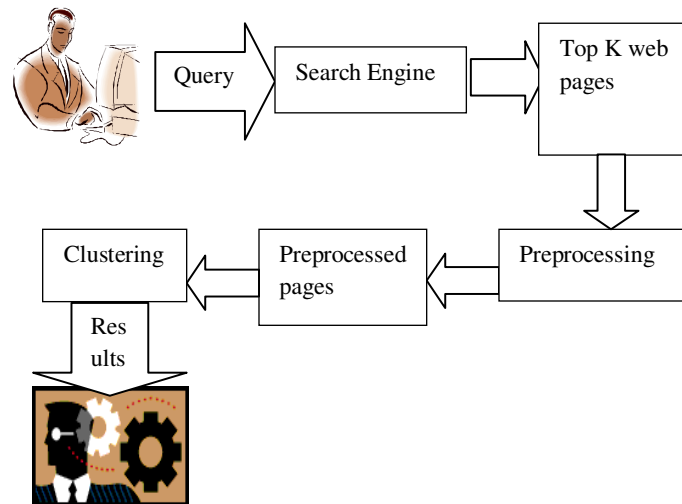 Query
Search Engine
Top K web
pages
Preprocessing
Preprocessed
pages
Clustering
Res
ults